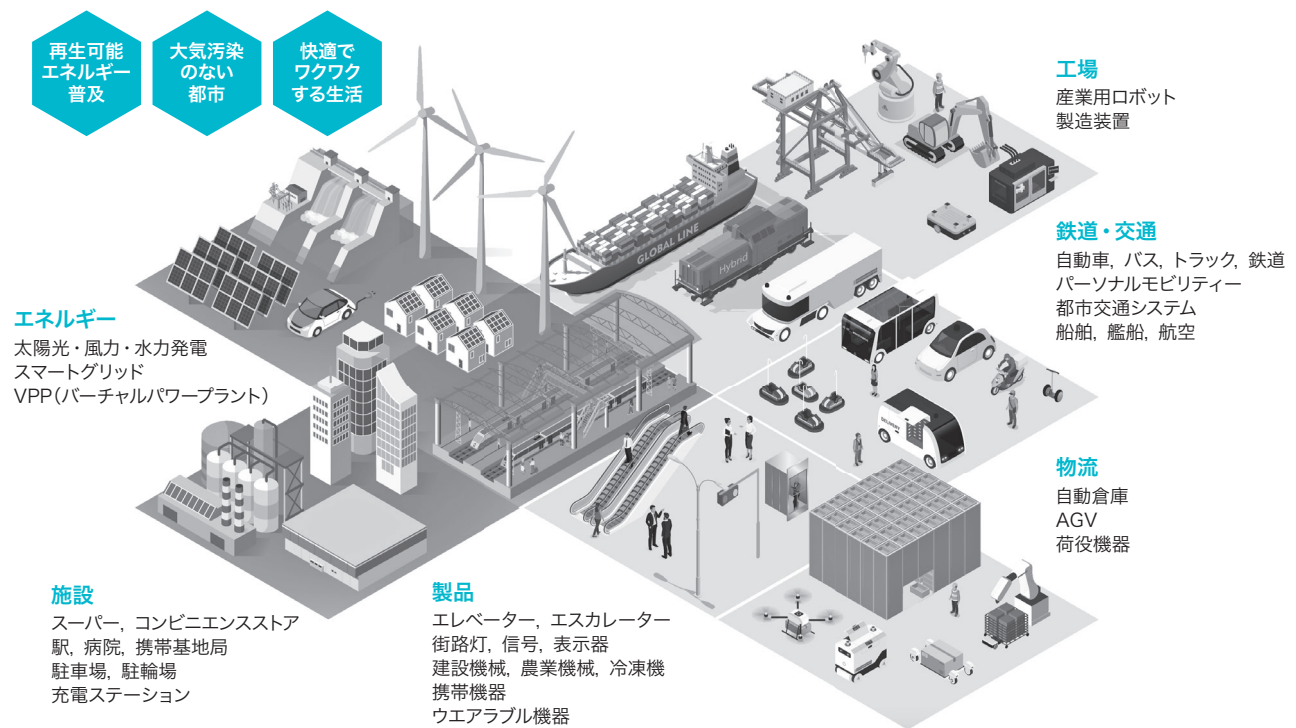 再生可能
エネルギー
普及
大気汚染
のない
都市
快適で
ワクワク
する生活
工場
産業用ロボット
製造装置
GLOBAL LINE
Hybrid
鉄道・交通
自動車, バス, トラック, 鉄道
パーソナルモビリティー
都市交通システム
船舶, 艦船, 航空
エネルギー
太陽光・風力・水力発電
スマートグリッド
VPP(バーチャルパワープラント)
DELIVERY
物流
自動倉庫
AGV
荷役機器
施設
スーパー, コンビニエンスストア
駅, 病院, 携帯基地局
駐車場, 駐輪場
充電ステーション
製品
エレベーター, エスカレーター
街路灯, 信号, 表示器
建設機械, 農業機械, 冷凍機
携帯機器
ウエアラブル機器